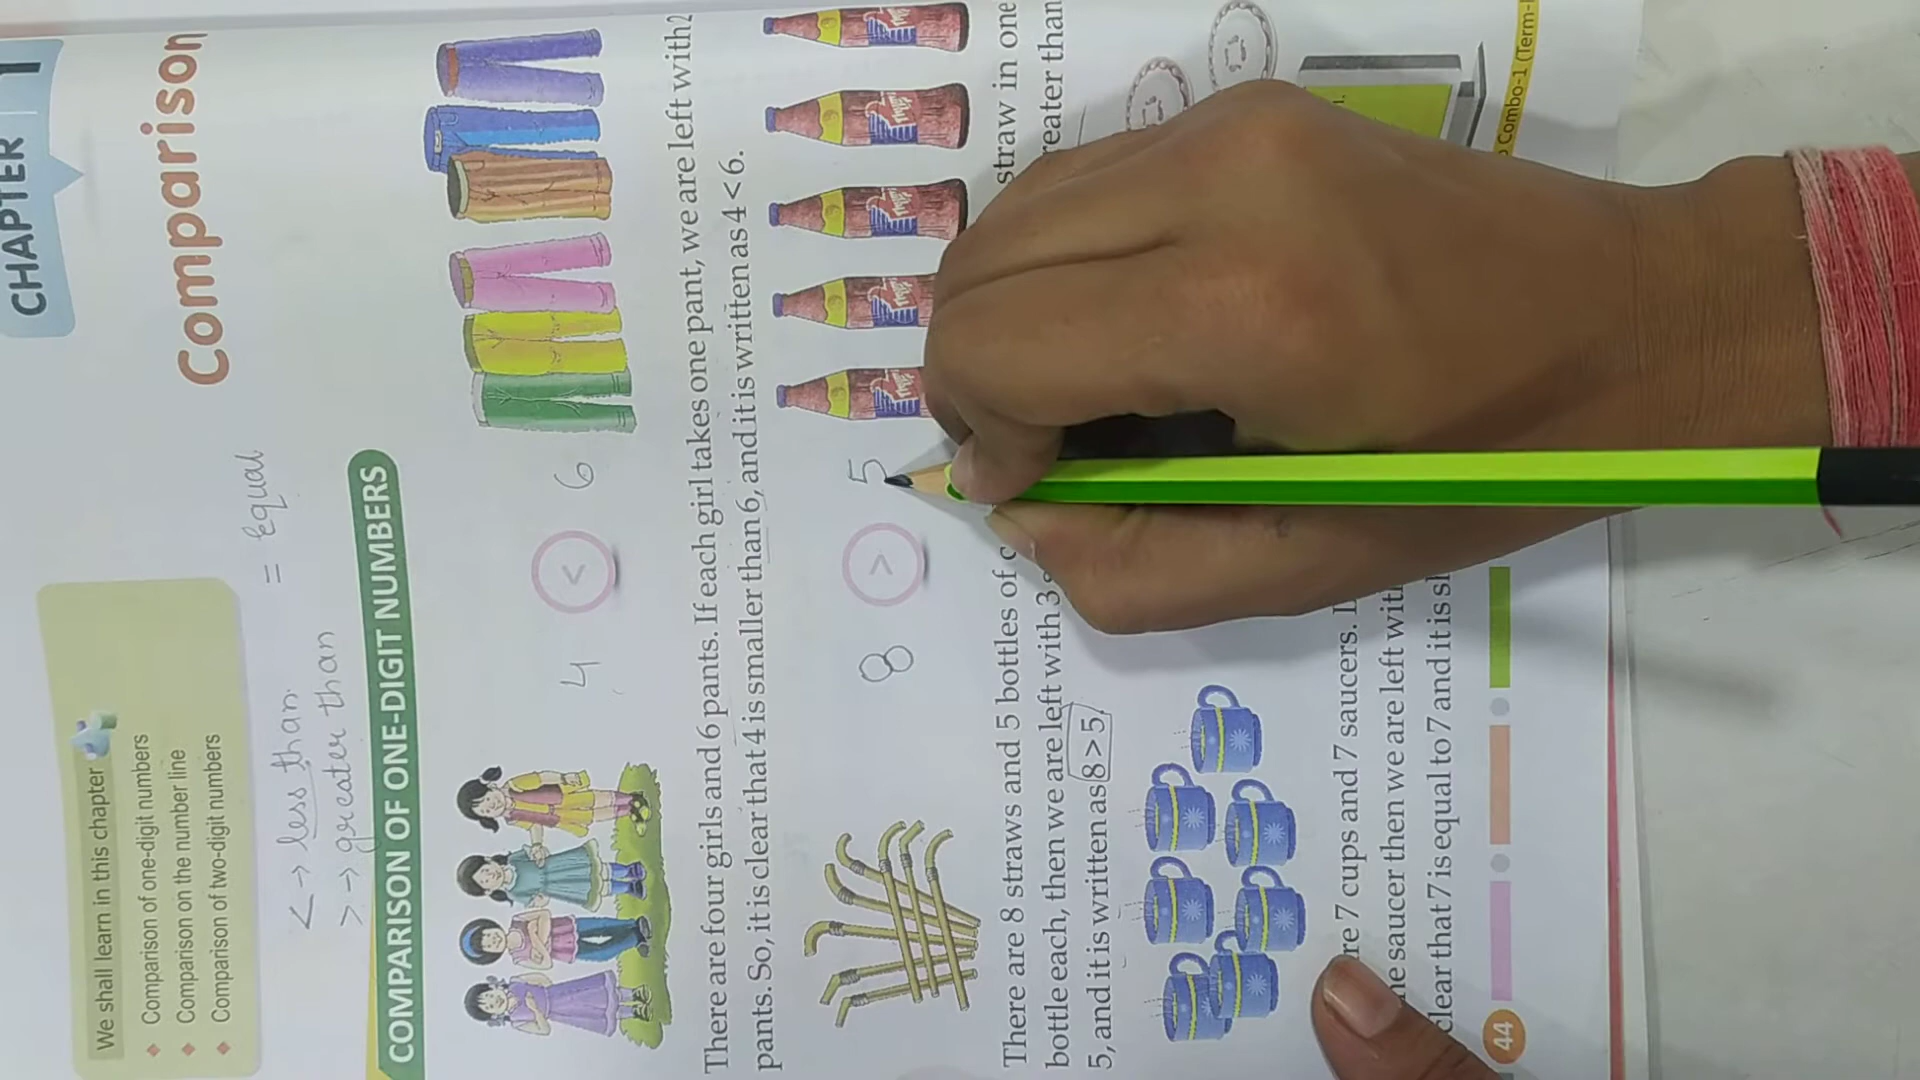 CHAPTER 1
Comparison
We shall learn in this chapter
Comparison of one-digit numbers
Comparison on the number line
Comparison of two-digit numbers
= equal
< → less than
> → greater than
COMPARISON OF ONE-DIGIT NUMBERS
4 < 6
There are four girls and 6 pants. If each girl takes one pant, we are left with 2
pants. So, it is clear that 4 is smaller than 6, and it is written as 4 < 6.
8 > 5
There are 8 straws and 5 bottles of
straw in one
bottle each, then we are left with 3
greater than
5, and it is written as 8 > 5.
7 cups and 7 saucers.
saucer then we are left
clear that 7 is equal to 7 and it is
44
Combo-1 (Term-